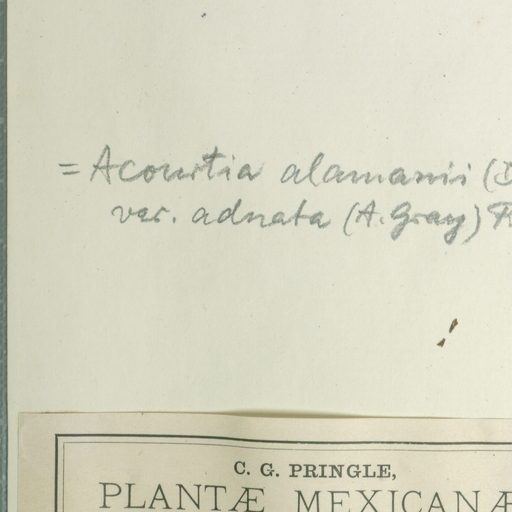 = Acourtia alamanii (D
var. adnata (A. Gray)
C. G. PRINGLE,
PLANTÆ MEXICANÆ